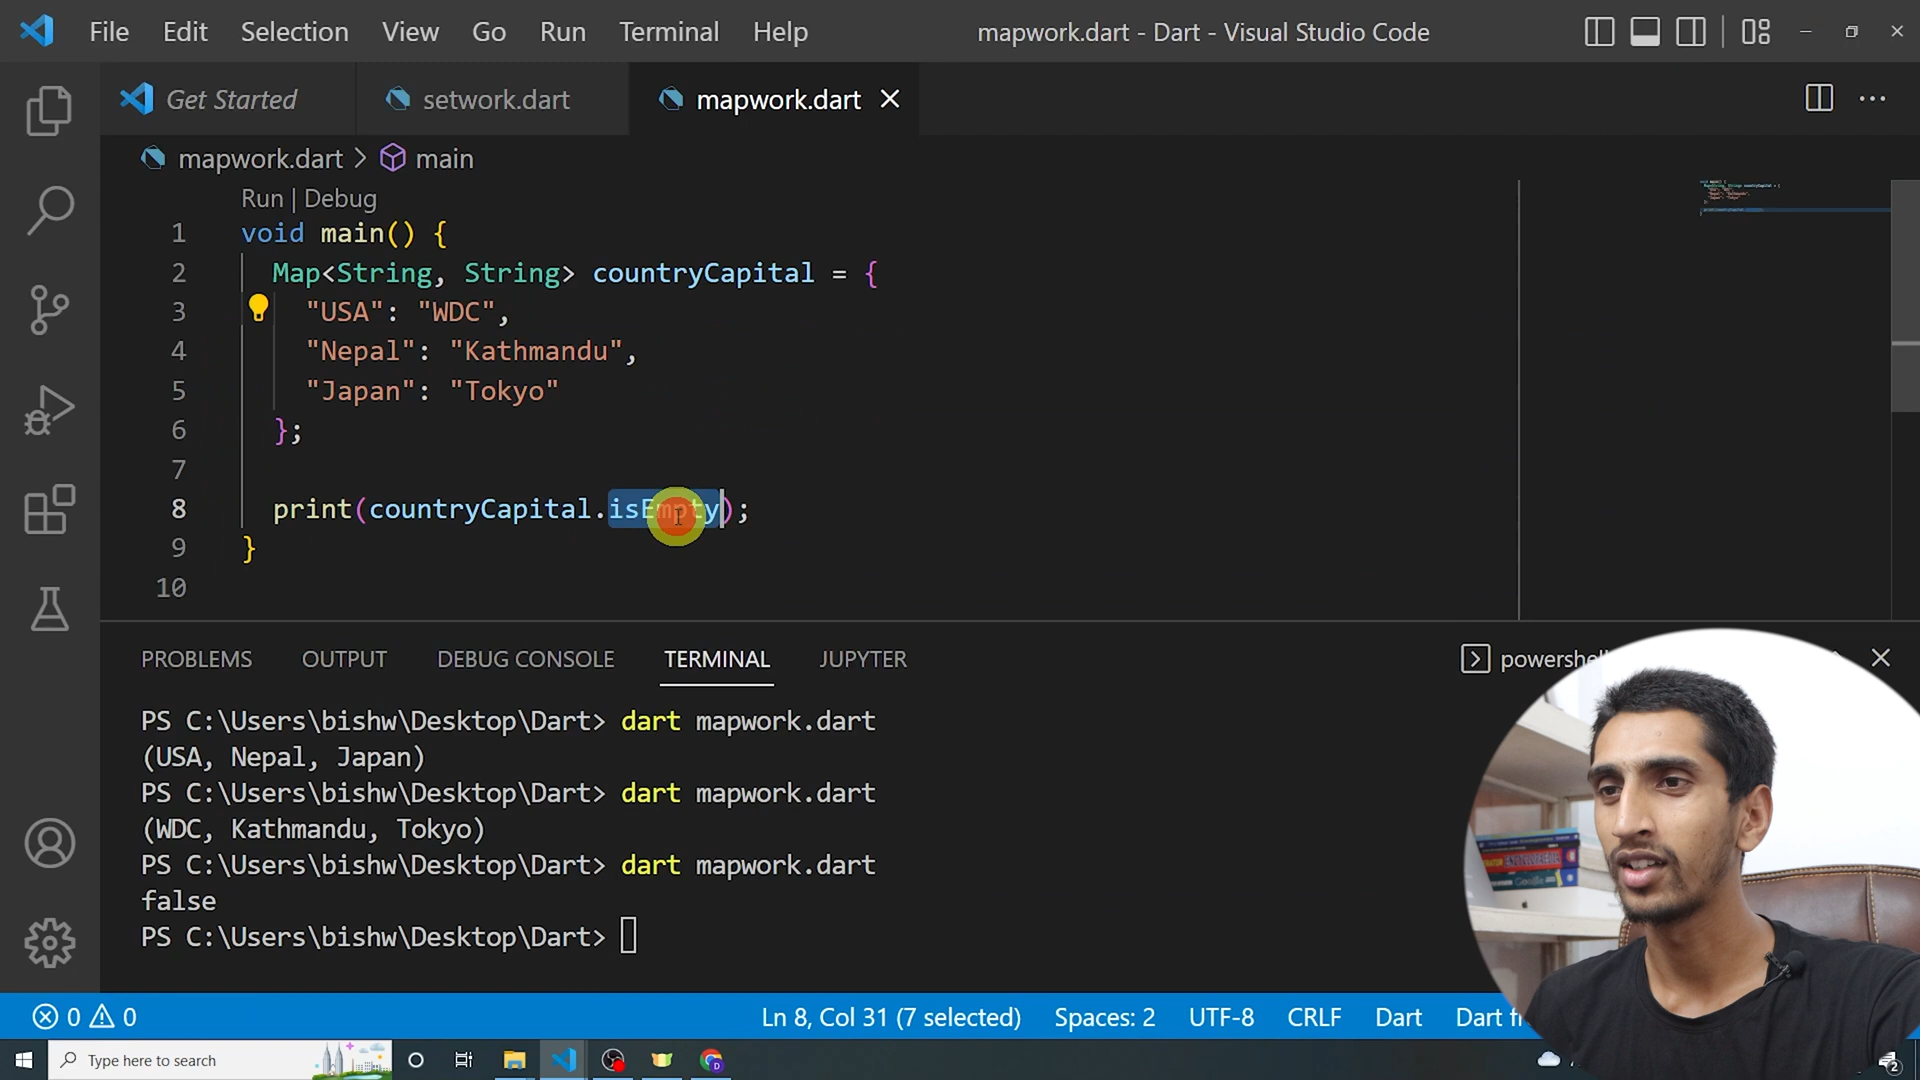 File Edit Selection View Go Run Terminal Help mapwork.dart - Dart - Visual Studio Code
Get Started setwork.dart mapwork.dart
mapwork.dart > main
Run | Debug
1 void main() {
2 Map<String, String> countryCapital = {
3 "USA": "WDC",
4 "Nepal": "Kathmandu",
5 "Japan": "Tokyo"
6 };
7
8 print(countryCapital.isEmpty);
9 }
10
PROBLEMS OUTPUT DEBUG CONSOLE TERMINAL JUPYTER powershell
PS C:\Users\bishw\Desktop\Dart> dart mapwork.dart
(USA, Nepal, Japan)
PS C:\Users\bishw\Desktop\Dart> dart mapwork.dart
(WDC, Kathmandu, Tokyo)
PS C:\Users\bishw\Desktop\Dart> dart mapwork.dart
false
PS C:\Users\bishw\Desktop\Dart>
0 0 Ln 8, Col 31 (7 selected) Spaces: 2 UTF-8 CRLF Dart Dart
Type here to search
2